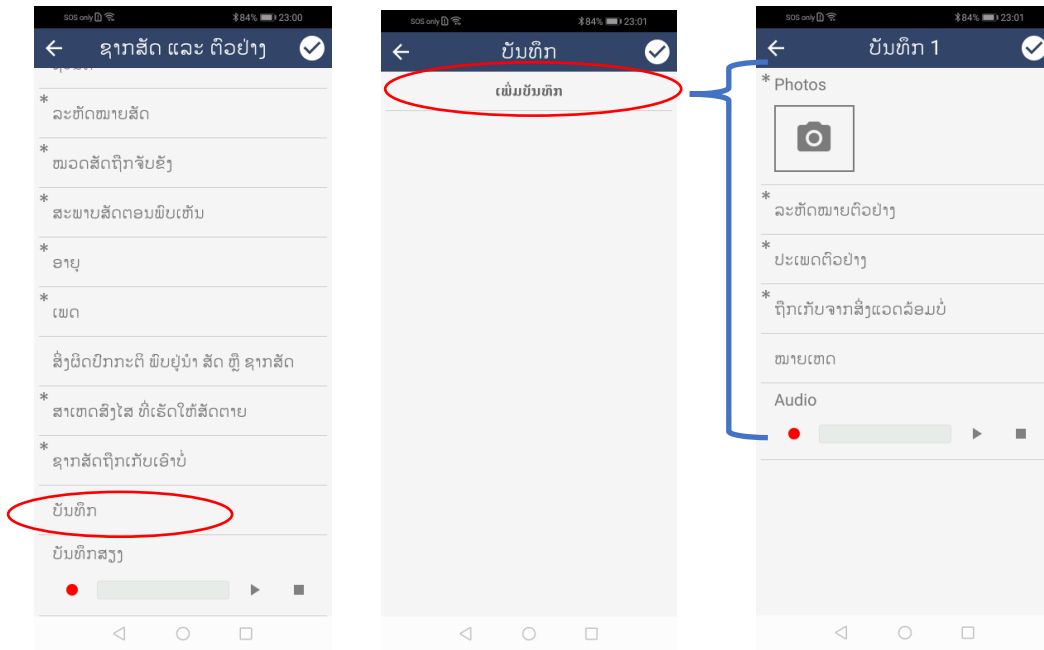 SOS only 84% 23:00
ຊາກສັດ ແລະ ຕົວຢ່າງ
*
ລະຫັດໝາຍສັດ
*
ໝວດສັດຖືກຈັບຂັງ
*
ສະພາບສັດຕອນພົບເຫັນ
*
ອາຍຸ
*
ເພດ
ສິ່ງຜິດປົກກະຕິ ພົບຢູ່ນຳ ສັດ ຫຼື ຊາກສັດ
*
ສາເຫດສົງໄສ ທີ່ເຮັດໃຫ້ສັດຕາຍ
*
ຊາກສັດຖືກເກັບເອົາບໍ່
ບັນທຶກ
ບັນທຶກສຽງ
SOS only 84% 23:01
ບັນທຶກ
ເພີ່ມບັນທຶກ
SOS only 84% 23:01
ບັນທຶກ 1
* Photos
*
ລະຫັດໝາຍຕົວຢ່າງ
*
ປະເພດຕົວຢ່າງ
*
ຖືກເກັບຈາກສິ່ງແວດລ້ອມບໍ່
ໝາຍເຫດ
Audio